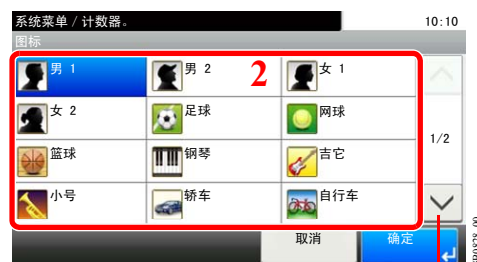 系统菜单 / 计数器。 10:10
图标
男 1 男 2 2 女 1
女 2 足球 网球
1/2
篮球 钢琴 吉它
小号 轿车 自行车
取消 确定